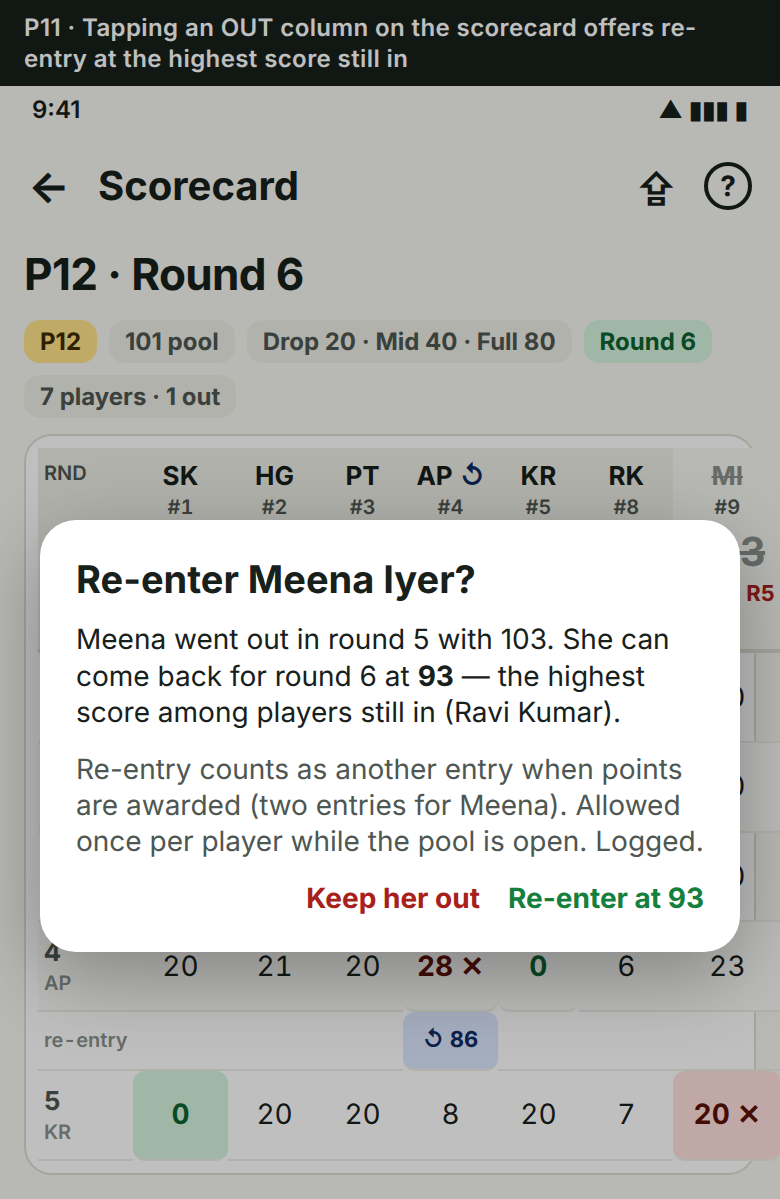 P11 · Tapping an OUT column on the scorecard offers re-
entry at the highest score still in
9:41
← Scorecard ?
P12 · Round 6
P12 101 pool Drop 20 · Mid 40 · Full 80 Round 6
7 players · 1 out
RND SK HG PT AP ↺ KR RK MI
#1 #2 #3 #4 #5 #8 #9
R5
Re-enter Meena Iyer?
Meena went out in round 5 with 103. She can
come back for round 6 at 93 — the highest
score among players still in (Ravi Kumar).
Re-entry counts as another entry when points
are awarded (two entries for Meena). Allowed
once per player while the pool is open. Logged.
Keep her out Re-enter at 93
4 20 21 20 28 ✕ 0 6 23
AP
re-entry ↺ 86
5 0 20 20 8 20 7 20 ✕
KR